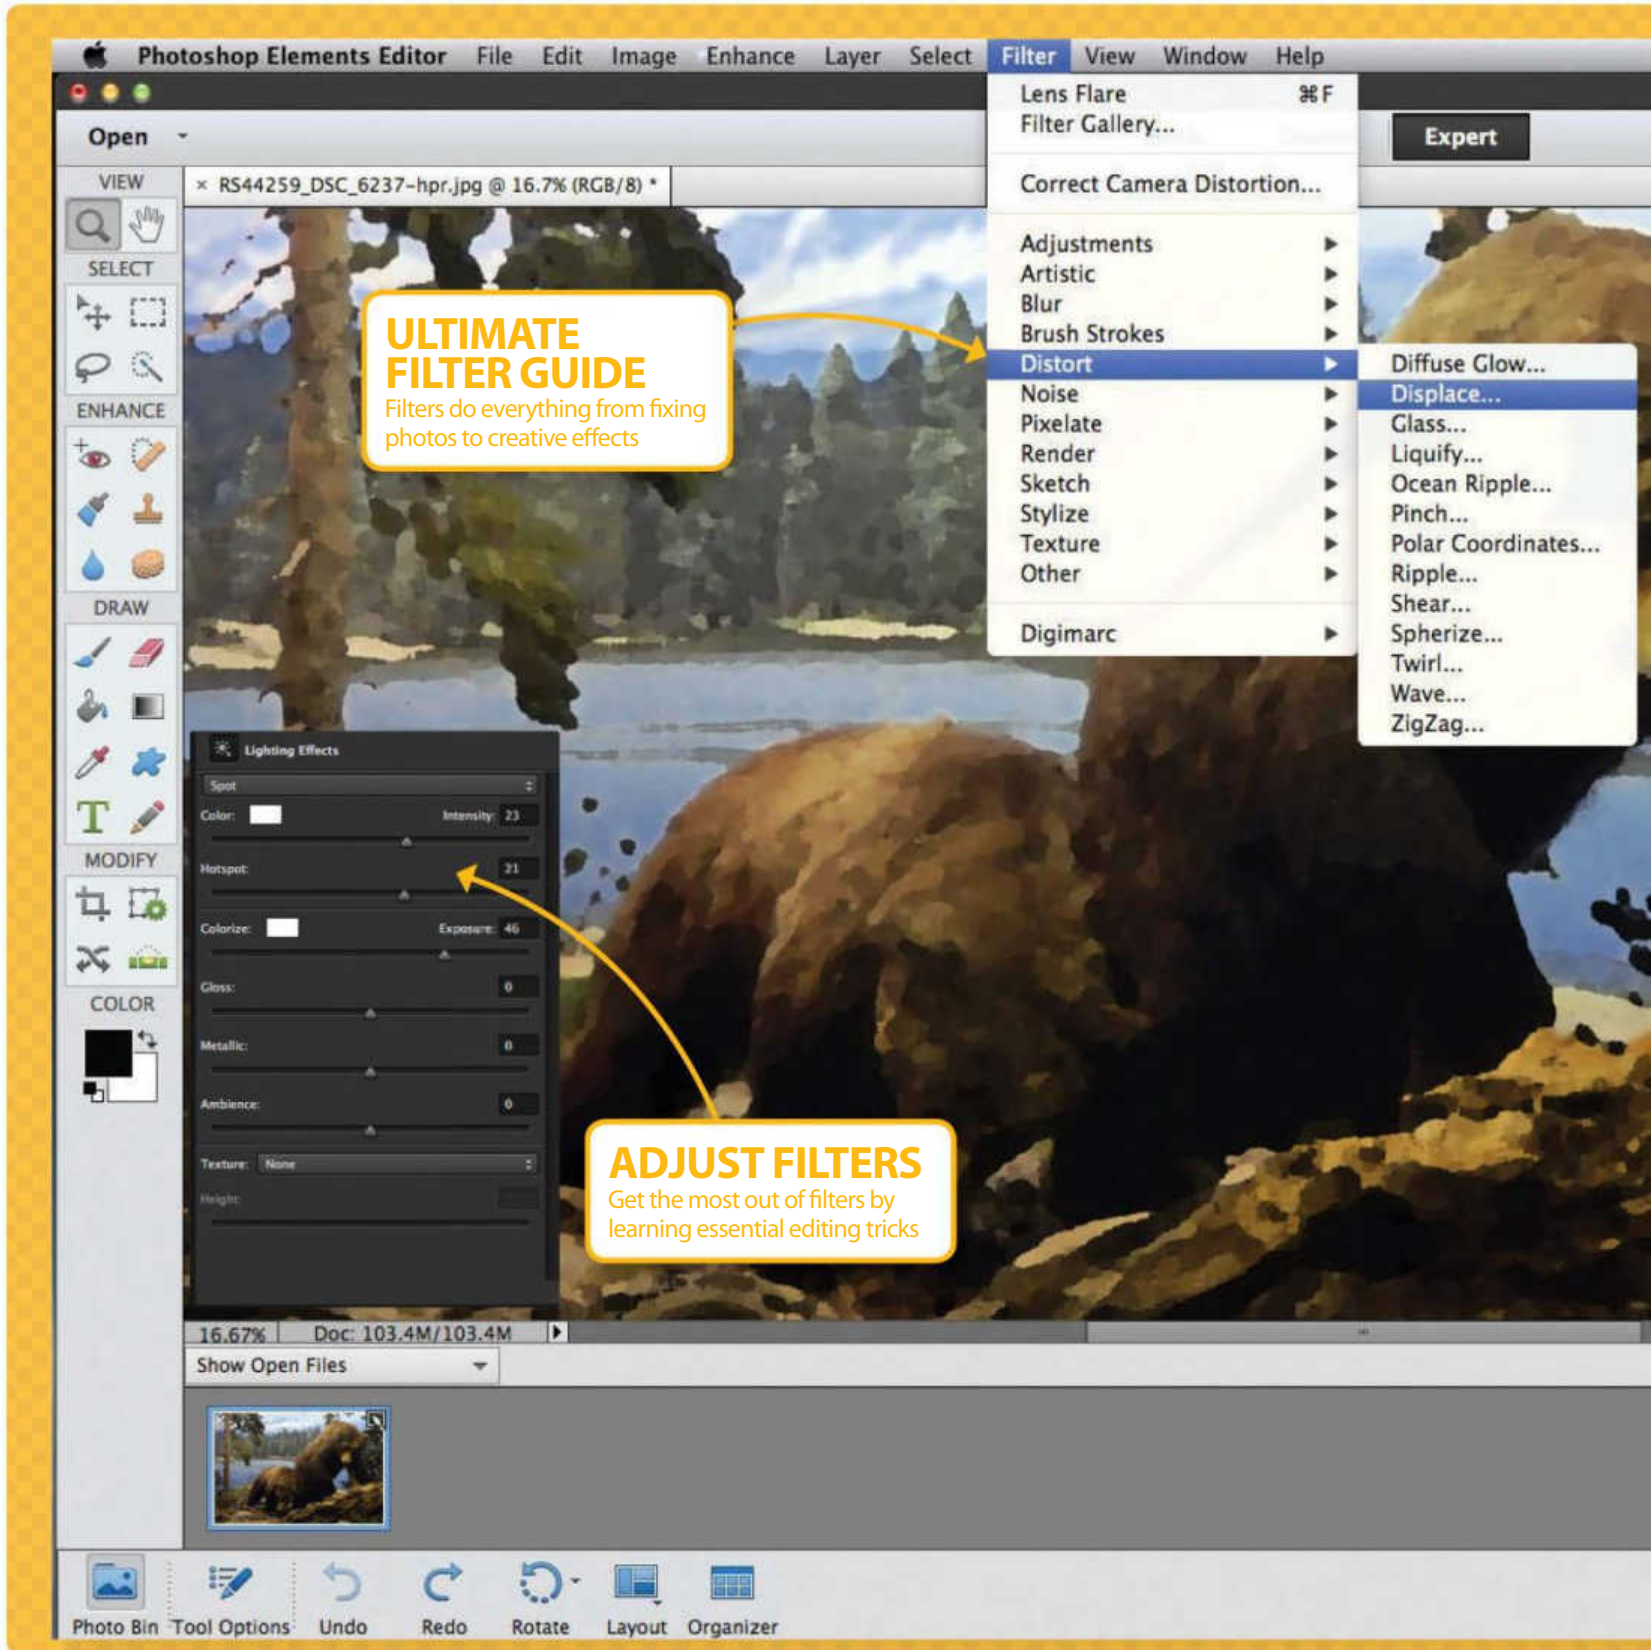 Photoshop Elements Editor File Edit Image Enhance Layer Select Filter View Window Help
Open
Expert
× RS44259_DSC_6237-hpr.jpg @ 16.7% (RGB/8) *
VIEW
SELECT
ENHANCE
DRAW
T
MODIFY
COLOR
Lens Flare ⌘F
Filter Gallery...
Correct Camera Distortion...
Adjustments
Artistic
Blur
Brush Strokes
Distort
Noise
Pixelate
Render
Sketch
Stylize
Texture
Other
Digimarc
Diffuse Glow...
Displace...
Glass...
Liquify...
Ocean Ripple...
Pinch...
Polar Coordinates...
Ripple...
Shear...
Spherize...
Twirl...
Wave...
ZigZag...
ULTIMATE
FILTER GUIDE
Filters do everything from fixing
photos to creative effects
Lighting Effects
Spot
Color: Intensity: 23
Hotspot: 21
Colorize: Exposure: 46
Gloss: 0
Metallic: 0
Ambience: 0
Texture: None
Height:
ADJUST FILTERS
Get the most out of filters by
learning essential editing tricks
16.67% Doc: 103.4M/103.4M
Show Open Files
Photo Bin Tool Options Undo Redo Rotate Layout Organizer